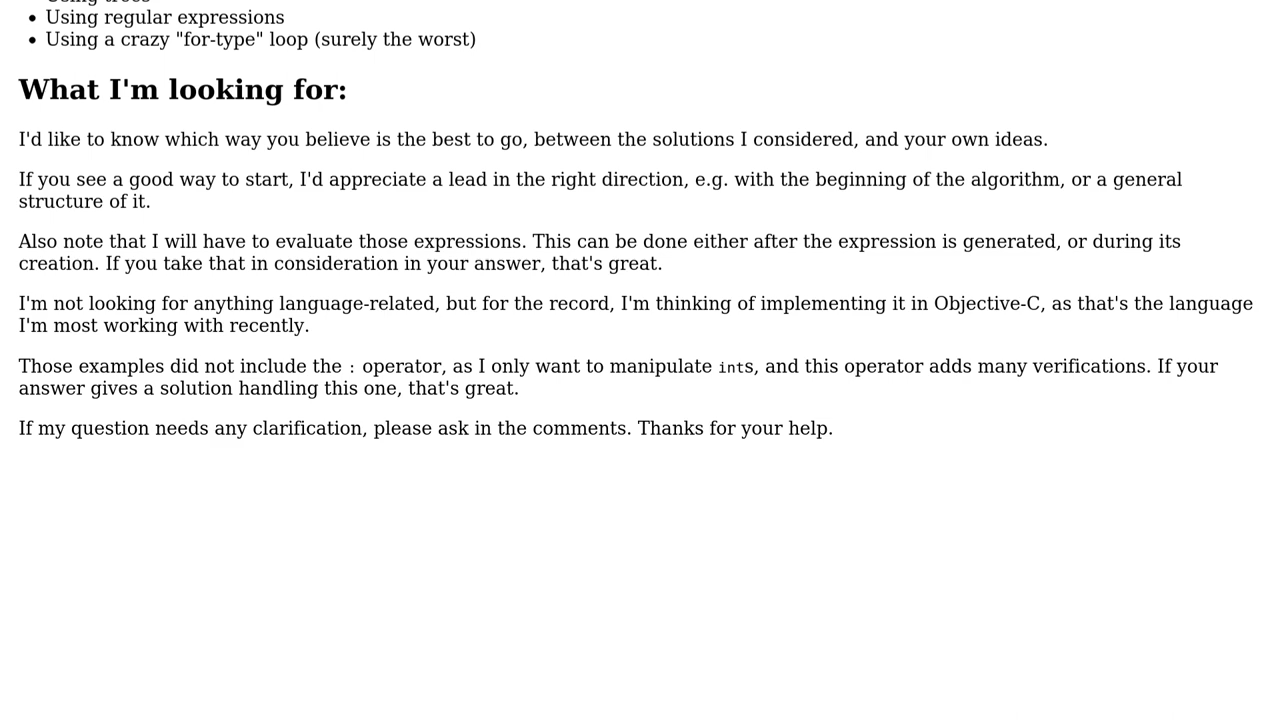 Using trees
Using regular expressions
Using a crazy "for-type" loop (surely the worst)
What I'm looking for:
I'd like to know which way you believe is the best to go, between the solutions I considered, and your own ideas.
If you see a good way to start, I'd appreciate a lead in the right direction, e.g. with the beginning of the algorithm, or a general
structure of it.
Also note that I will have to evaluate those expressions. This can be done either after the expression is generated, or during its
creation. If you take that in consideration in your answer, that's great.
I'm not looking for anything language-related, but for the record, I'm thinking of implementing it in Objective-C, as that's the language
I'm most working with recently.
Those examples did not include the : operator, as I only want to manipulate ints, and this operator adds many verifications. If your
answer gives a solution handling this one, that's great.
If my question needs any clarification, please ask in the comments. Thanks for your help.